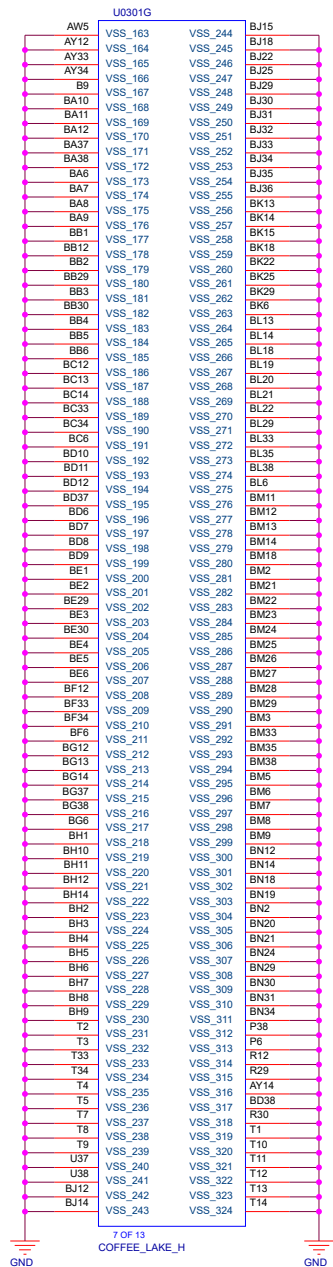 U0301G
AW5 VSS_163 VSS_244 BJ15
AY12 VSS_164 VSS_245 BJ18
AY33 VSS_165 VSS_246 BJ22
AY34 VSS_166 VSS_247 BJ25
B9 VSS_167 VSS_248 BJ29
BA10 VSS_168 VSS_249 BJ30
BA11 VSS_169 VSS_250 BJ31
BA12 VSS_170 VSS_251 BJ32
BA37 VSS_171 VSS_252 BJ33
BA38 VSS_172 VSS_253 BJ34
BA6 VSS_173 VSS_254 BJ35
BA7 VSS_174 VSS_255 BJ36
BA8 VSS_175 VSS_256 BK13
BA9 VSS_176 VSS_257 BK14
BB1 VSS_177 VSS_258 BK15
BB12 VSS_178 VSS_259 BK18
BB2 VSS_179 VSS_260 BK22
BB29 VSS_180 VSS_261 BK25
BB3 VSS_181 VSS_262 BK29
BB30 VSS_182 VSS_263 BK6
BB4 VSS_183 VSS_264 BL13
BB5 VSS_184 VSS_265 BL14
BB6 VSS_185 VSS_266 BL18
BC12 VSS_186 VSS_267 BL19
BC13 VSS_187 VSS_268 BL20
BC14 VSS_188 VSS_269 BL21
BC33 VSS_189 VSS_270 BL22
BC34 VSS_190 VSS_271 BL29
BC6 VSS_191 VSS_272 BL33
BD10 VSS_192 VSS_273 BL35
BD11 VSS_193 VSS_274 BL38
BD12 VSS_194 VSS_275 BL6
BD37 VSS_195 VSS_276 BM11
BD6 VSS_196 VSS_277 BM12
BD7 VSS_197 VSS_278 BM13
BD8 VSS_198 VSS_279 BM14
BD9 VSS_199 VSS_280 BM18
BE1 VSS_200 VSS_281 BM2
BE2 VSS_201 VSS_282 BM21
BE29 VSS_202 VSS_283 BM22
BE3 VSS_203 VSS_284 BM23
BE30 VSS_204 VSS_285 BM24
BE4 VSS_205 VSS_286 BM25
BE5 VSS_206 VSS_287 BM26
BE6 VSS_207 VSS_288 BM27
BF12 VSS_208 VSS_289 BM28
BF33 VSS_209 VSS_290 BM29
BF34 VSS_210 VSS_291 BM3
BF6 VSS_211 VSS_292 BM33
BG12 VSS_212 VSS_293 BM35
BG13 VSS_213 VSS_294 BM38
BG14 VSS_214 VSS_295 BM5
BG37 VSS_215 VSS_296 BM6
BG38 VSS_216 VSS_297 BM7
BG6 VSS_217 VSS_298 BM8
BH1 VSS_218 VSS_299 BM9
BH10 VSS_219 VSS_300 BN12
BH11 VSS_220 VSS_301 BN14
BH12 VSS_221 VSS_302 BN18
BH14 VSS_222 VSS_303 BN19
BH2 VSS_223 VSS_304 BN2
BH3 VSS_224 VSS_305 BN20
BH4 VSS_225 VSS_306 BN21
BH5 VSS_226 VSS_307 BN24
BH6 VSS_227 VSS_308 BN29
BH7 VSS_228 VSS_309 BN30
BH8 VSS_229 VSS_310 BN31
BH9 VSS_230 VSS_311 BN34
T2 VSS_231 VSS_312 P38
T3 VSS_232 VSS_313 P6
T33 VSS_233 VSS_314 R12
T34 VSS_234 VSS_315 R29
T4 VSS_235 VSS_316 AY14
T5 VSS_236 VSS_317 BD38
T7 VSS_237 VSS_318 R30
T8 VSS_238 VSS_319 T1
T9 VSS_239 VSS_320 T10
U37 VSS_240 VSS_321 T11
U38 VSS_241 VSS_322 T12
BJ12 VSS_242 VSS_323 T13
BJ14 VSS_243 VSS_324 T14
7 OF 13
COFFEE_LAKE_H
GND GND